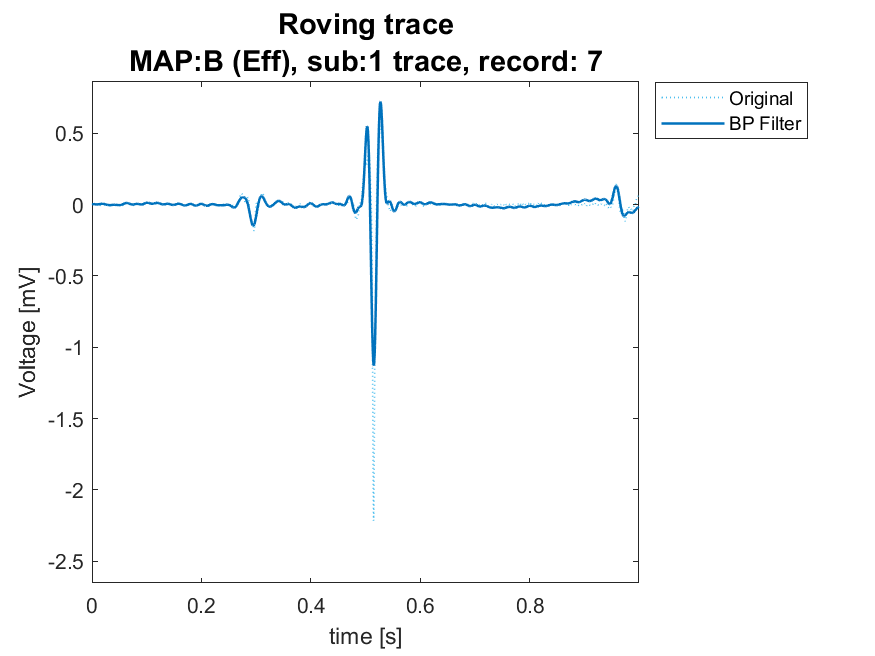 Roving trace
MAP:B (Eff), sub:1 trace, record: 7
Original
BP Filter
0.5
0
-0.5
-1
-1.5
-2
-2.5
Voltage [mV]
0
0.2
0.4
0.6
0.8
time [s]